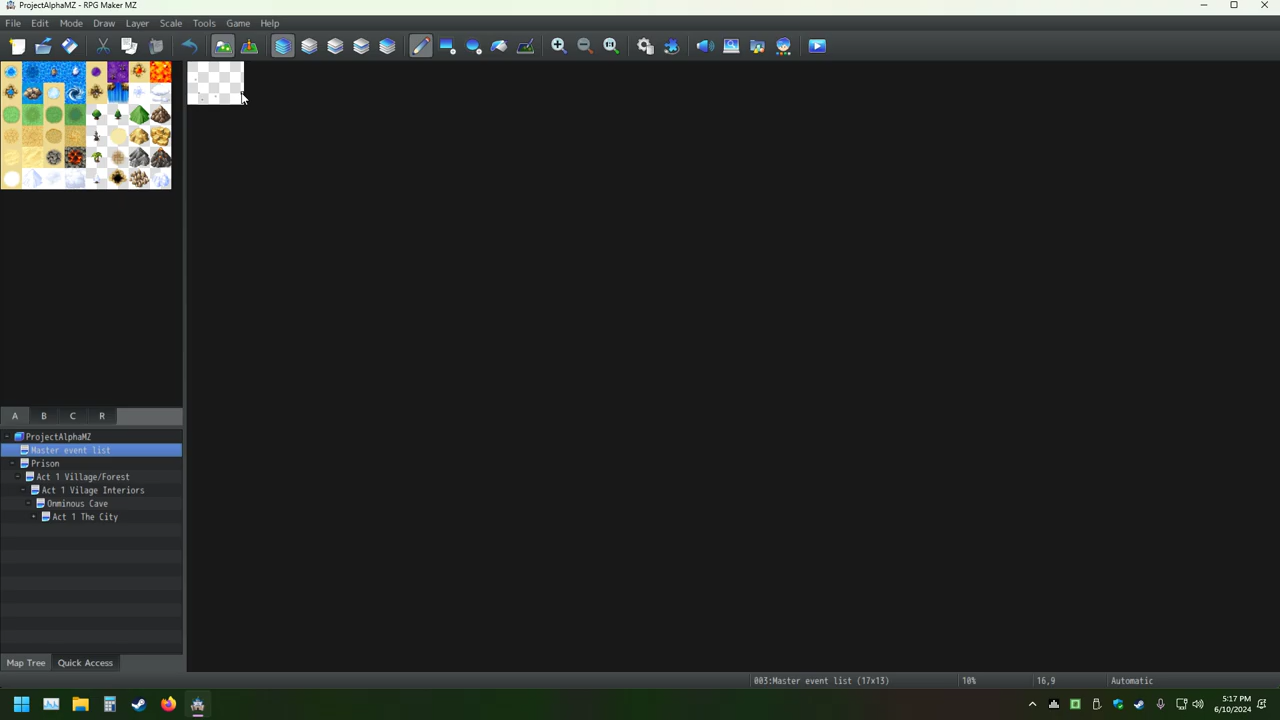 ProjectAlphaMZ - RPG Maker MZ
File Edit Mode Draw Layer Scale Tools Game Help
A B C R
ProjectAlphaMZ
Master event list
Prison
Act 1 Village/Forest
Act 1 Vilage Interiors
Onminous Cave
Act 1 The City
Map Tree Quick Access
003:Master event list (17x13) 10% 16,9 Automatic
5:17 PM
6/10/2024